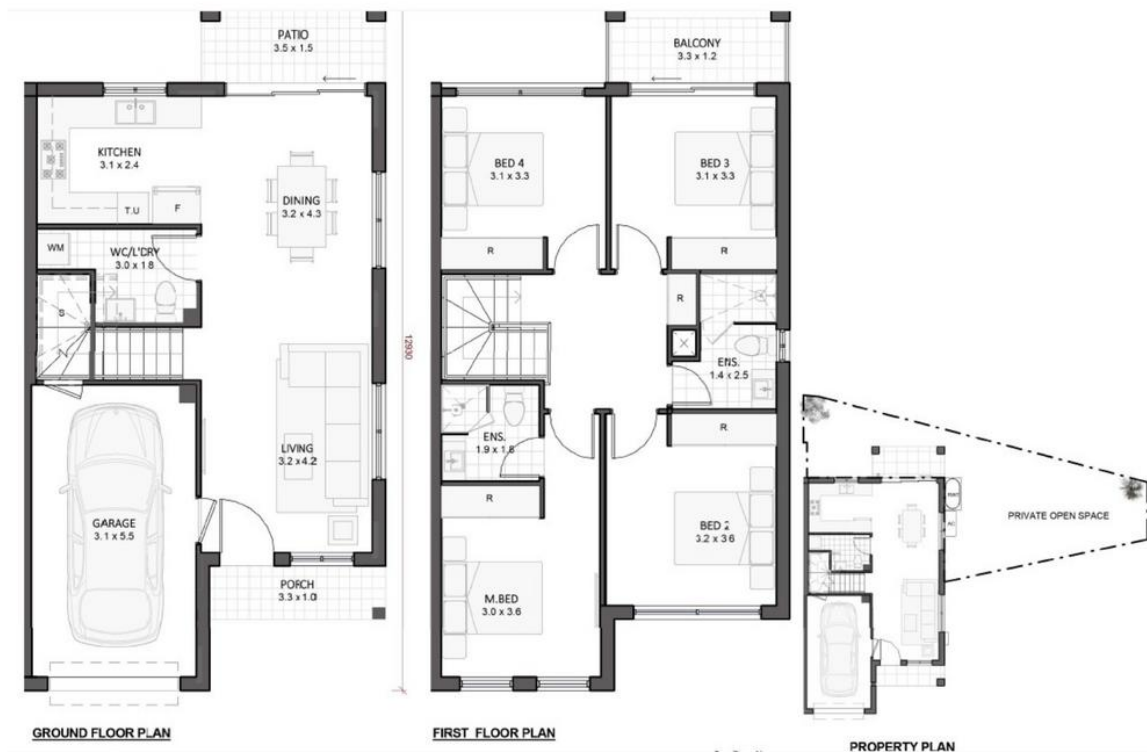 PATIO
3.5 x 1.5
KITCHEN
3.1 x 2.4
T.U
F
DINING
3.2 x 4.3
WM
WC/L'DRY
3.0 x 1.8
S
LIVING
3.2 x 4.2
GARAGE
3.1 x 5.5
PORCH
3.3 x 1.0
GROUND FLOOR PLAN
12930
BALCONY
3.3 x 1.2
BED 4
3.1 x 3.3
BED 3
3.1 x 3.3
R
R
R
ENS.
1.4 x 2.5
ENS.
1.9 x 1.8
R
R
BED 2
3.2 x 3.6
M.BED
3.0 x 3.6
FIRST FLOOR PLAN
PRIVATE OPEN SPACE
AC
PROPERTY PLAN